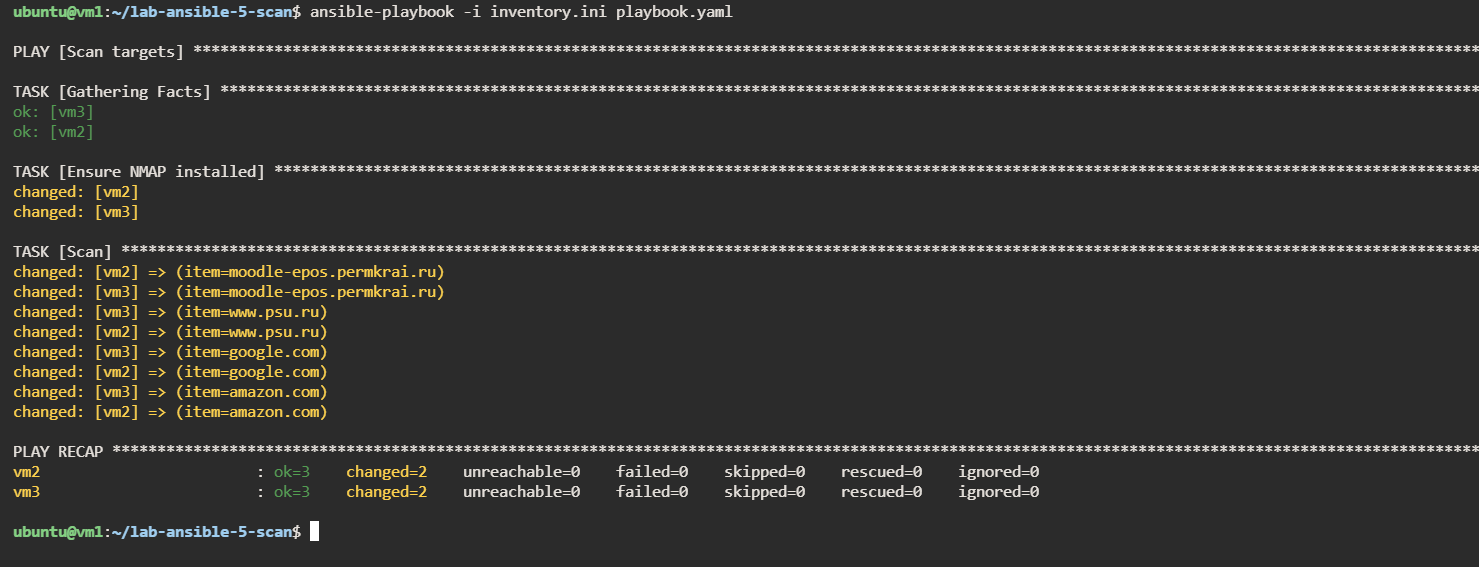 ubuntu@vm1:~/lab-ansible-5-scan$ ansible-playbook -i inventory.ini playbook.yaml
PLAY [Scan targets] ***********************************************************************************************************************************************
TASK [Gathering Facts] ********************************************************************************************************************************************
ok: [vm3]
ok: [vm2]
TASK [Ensure NMAP installed] **************************************************************************************************************************************
changed: [vm2]
changed: [vm3]
TASK [Scan] *******************************************************************************************************************************************************
changed: [vm2] => (item=moodle-epos.permkrai.ru)
changed: [vm3] => (item=moodle-epos.permkrai.ru)
changed: [vm3] => (item=www.psu.ru)
changed: [vm2] => (item=www.psu.ru)
changed: [vm3] => (item=google.com)
changed: [vm2] => (item=google.com)
changed: [vm3] => (item=amazon.com)
changed: [vm2] => (item=amazon.com)
PLAY RECAP ********************************************************************************************************************************************************
vm2 : ok=3 changed=2 unreachable=0 failed=0 skipped=0 rescued=0 ignored=0
vm3 : ok=3 changed=2 unreachable=0 failed=0 skipped=0 rescued=0 ignored=0
ubuntu@vm1:~/lab-ansible-5-scan$